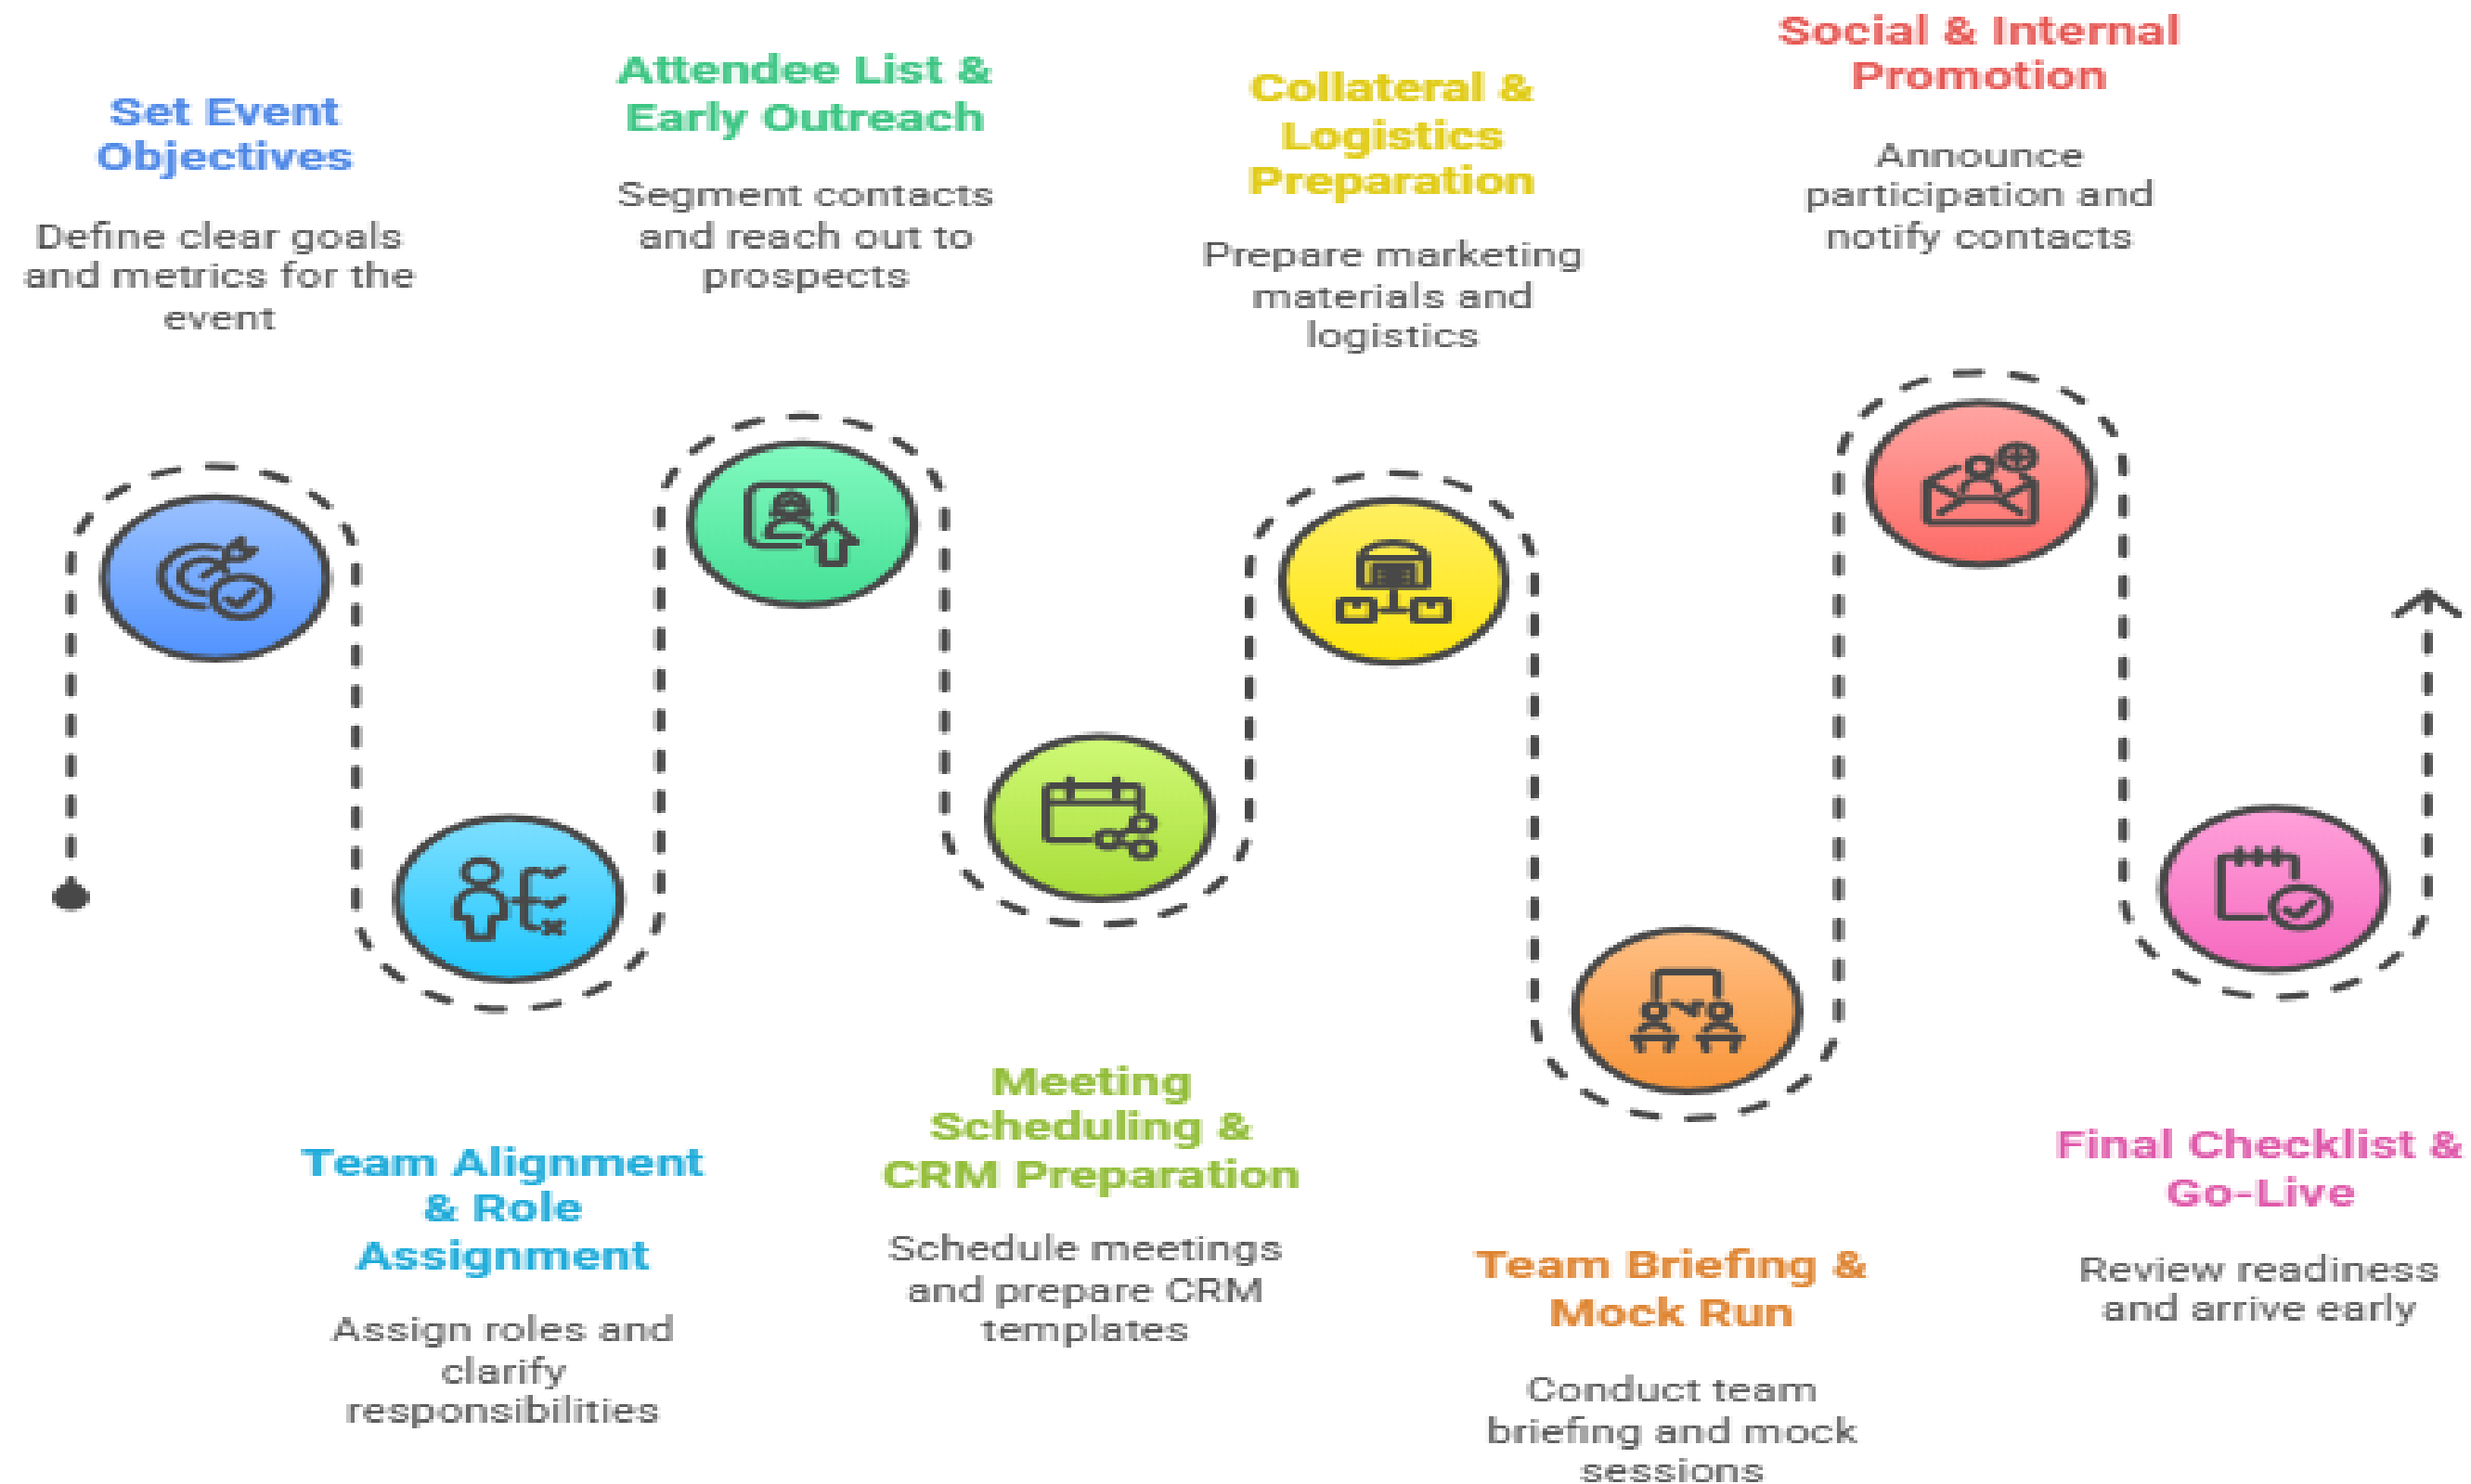 Set Event
Objectives
Define clear goals
and metrics for the
event
Team Alignment
& Role
Assignment
Assign roles and
clarify
responsibilities
Attendee List &
Early Outreach
Segment contacts
and reach out to
prospects
Meeting
Scheduling &
CRM Preparation
Schedule meetings
and prepare CRM
templates
Collateral &
Logistics
Preparation
Prepare marketing
materials and
logistics
Team Briefing &
Mock Run
Conduct team
briefing and mock
sessions
Social & Internal
Promotion
Announce
participation and
notify contacts
Final Checklist &
Go-Live
Review readiness
and arrive early